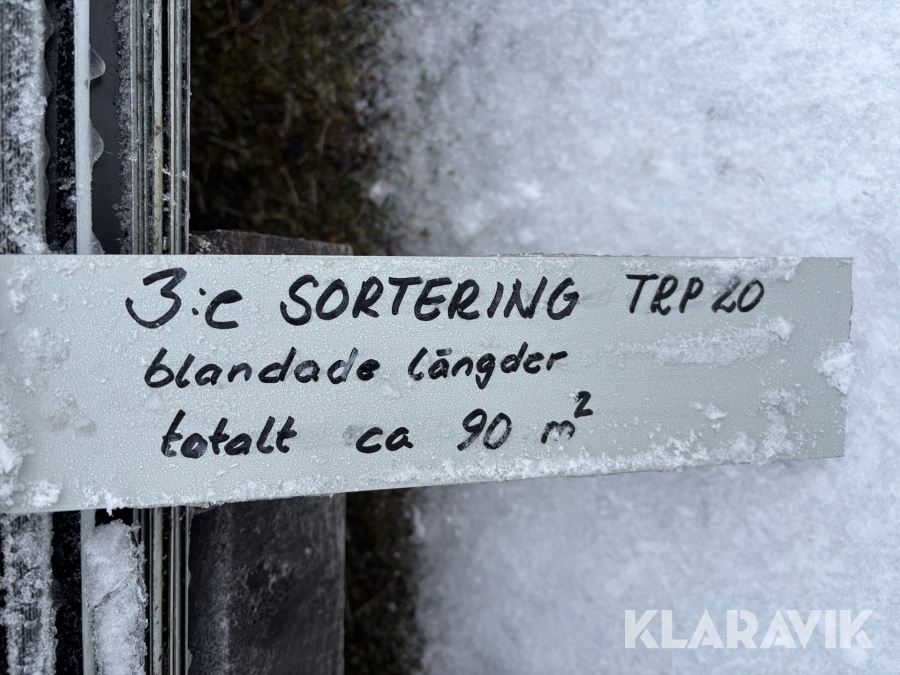 3:e SORTERING TRP 20
blandade längder
totalt ca 90 m²
KLARAVIK